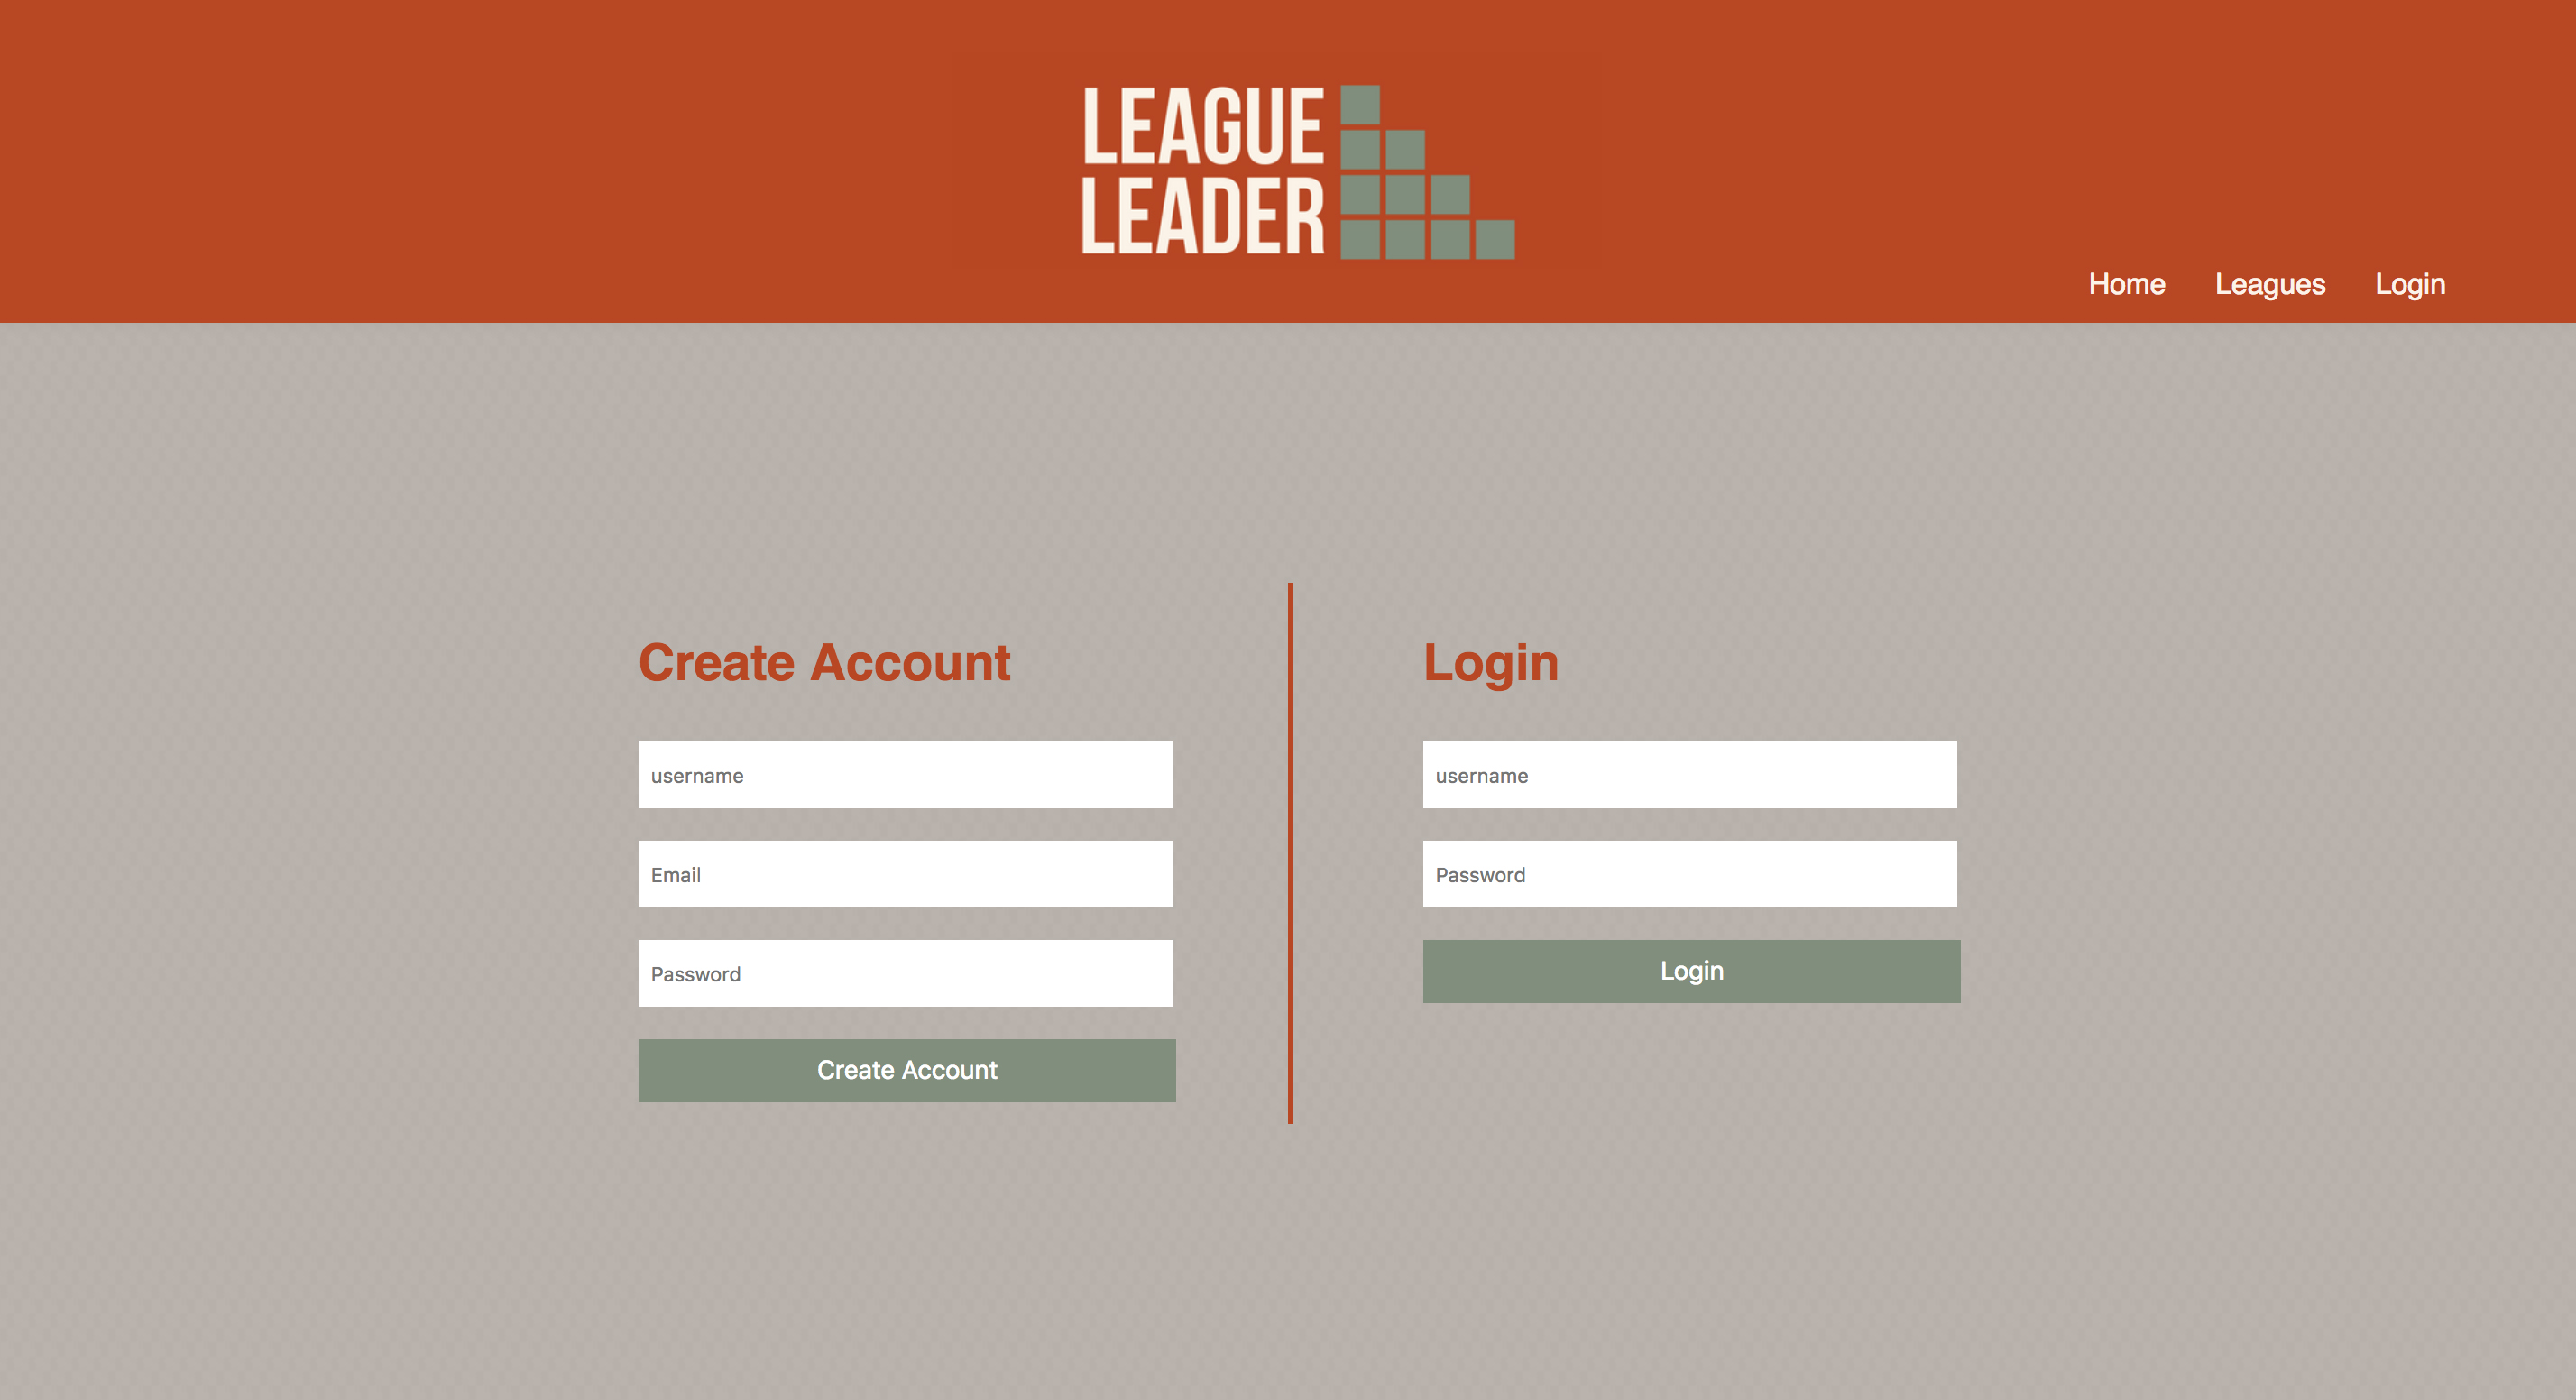 LEAGUE
LEADER
Home Leagues Login
Create Account
username
Email
Password
Create Account
Login
username
Password
Login